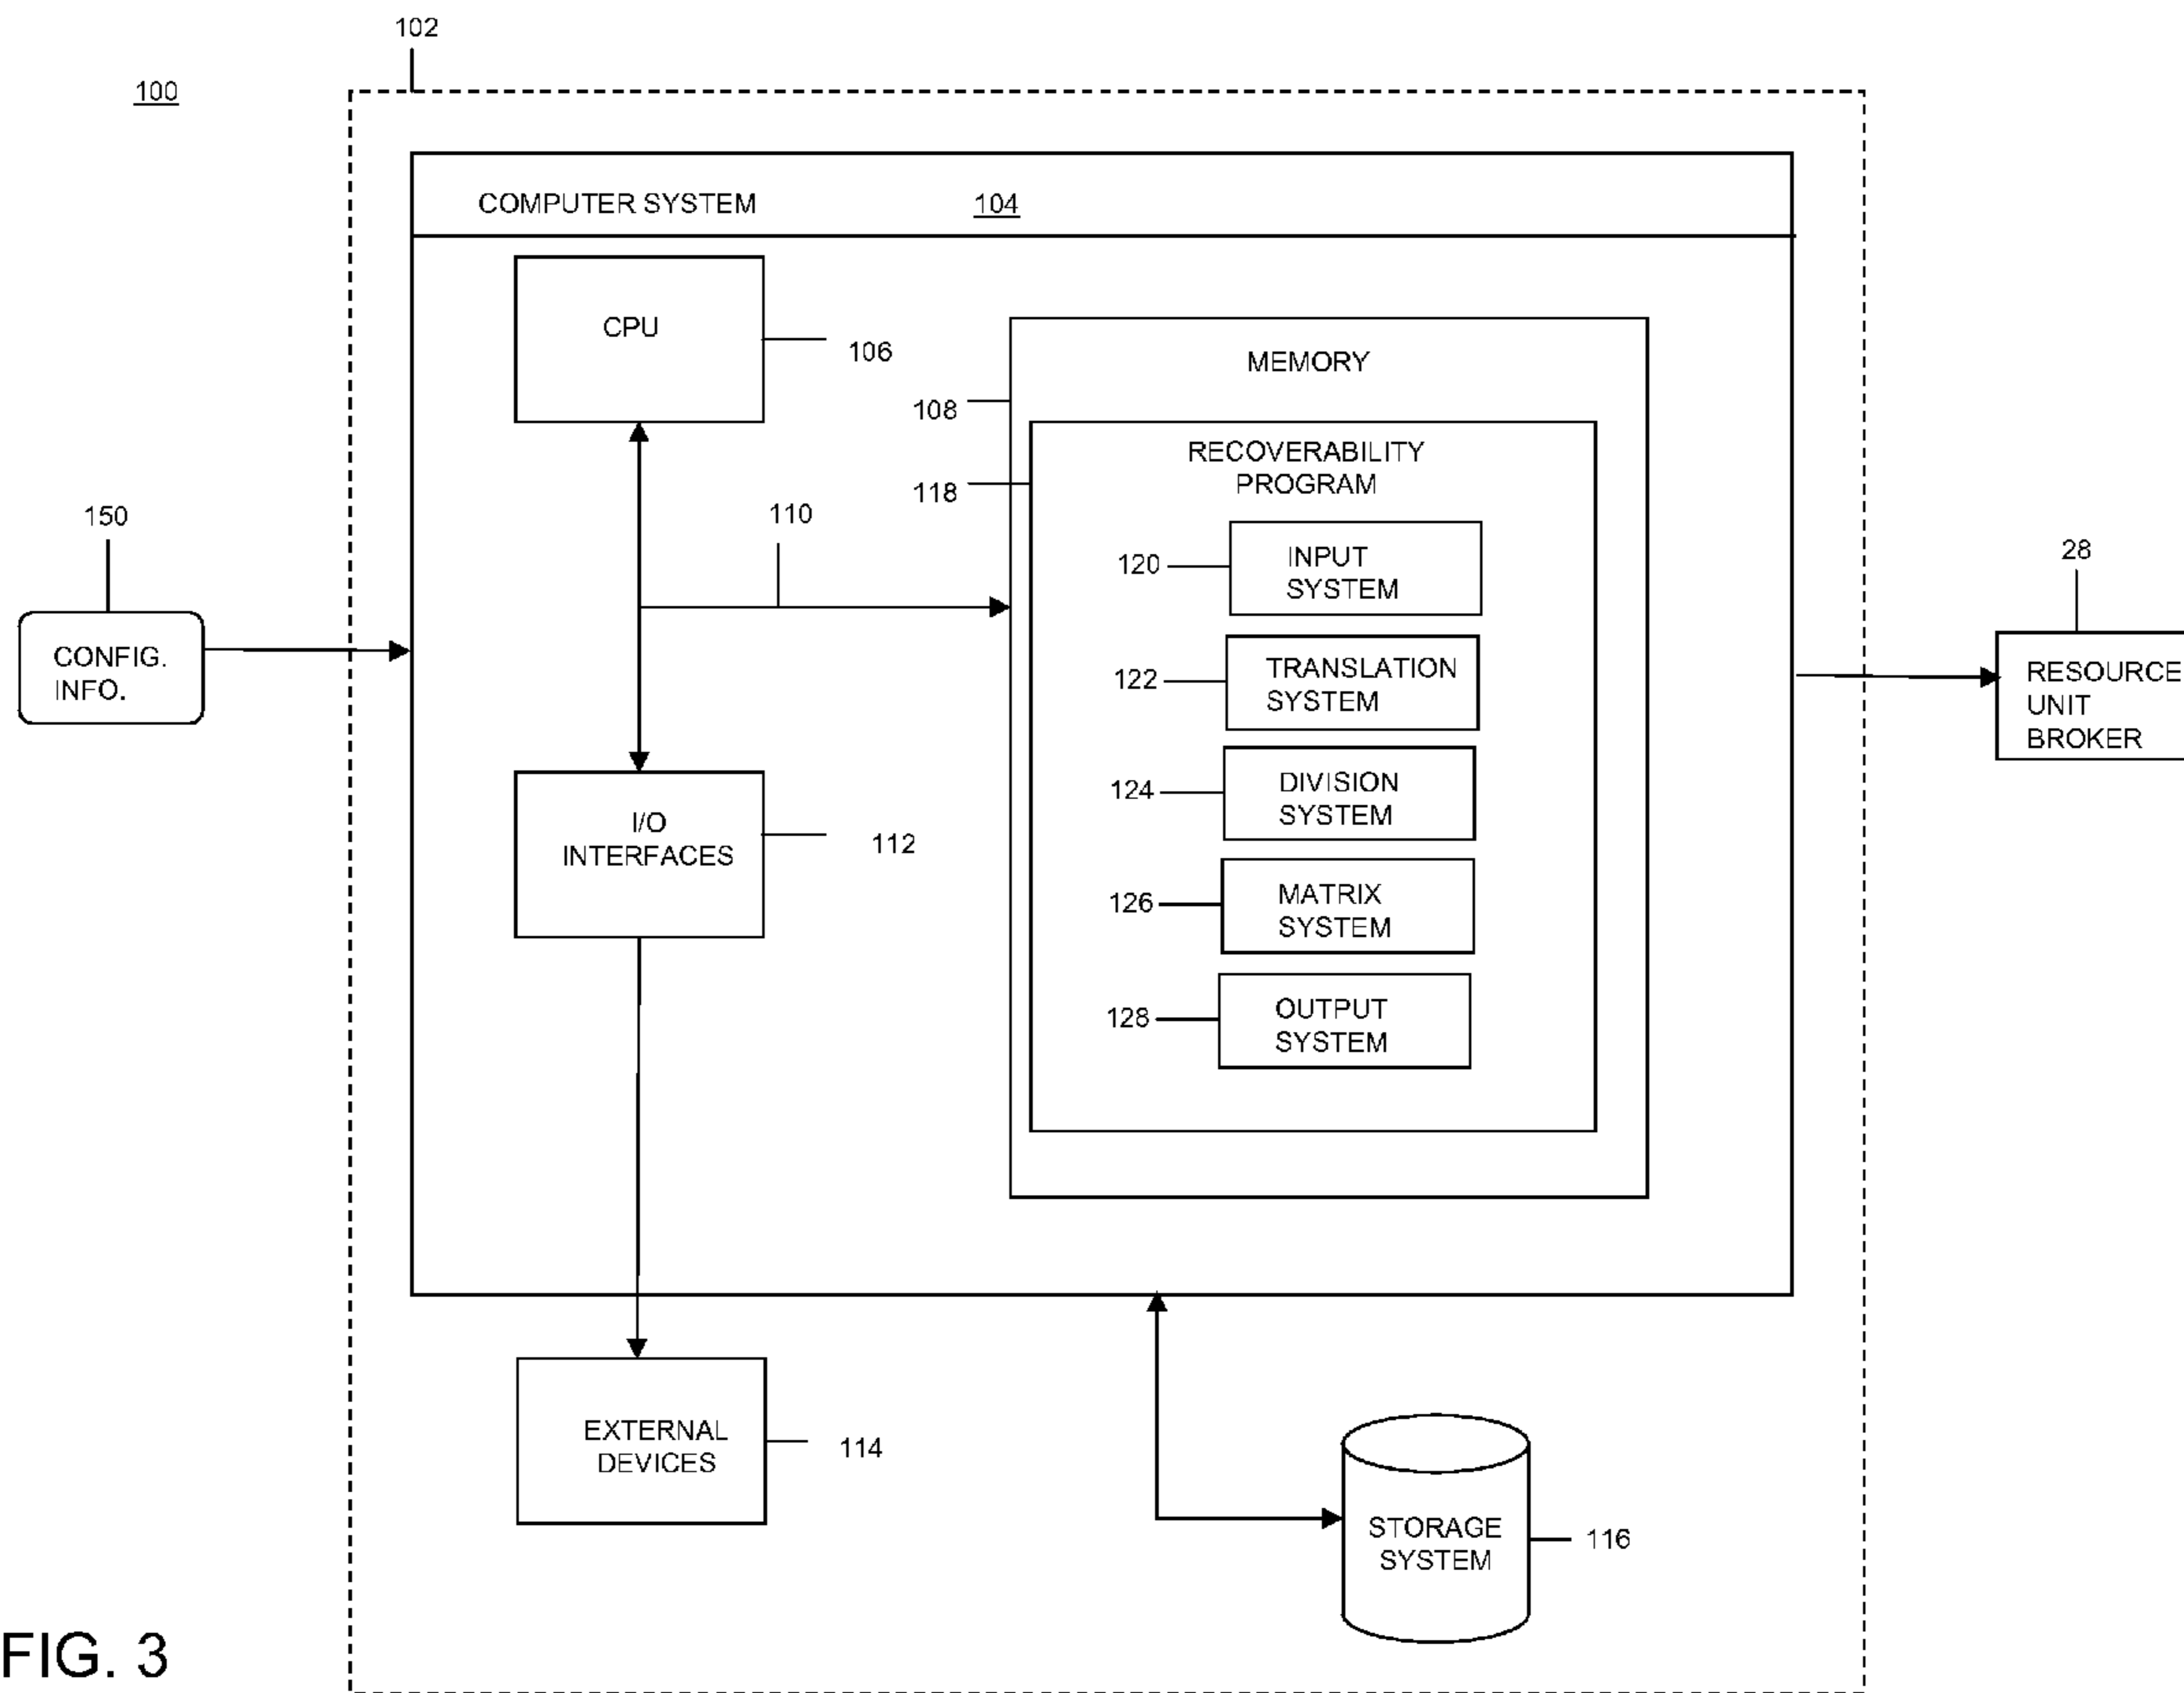 102
100
COMPUTER SYSTEM 104
CPU
106
MEMORY
108
RECOVERABILITY
PROGRAM
118
110
150
120
INPUT
SYSTEM
28
CONFIG.
INFO.
122
TRANSLATION
SYSTEM
RESOURCE
UNIT
BROKER
124
DIVISION
SYSTEM
I/O
INTERFACES
112
126
MATRIX
SYSTEM
128
OUTPUT
SYSTEM
EXTERNAL
DEVICES
114
STORAGE
SYSTEM
116
FIG. 3